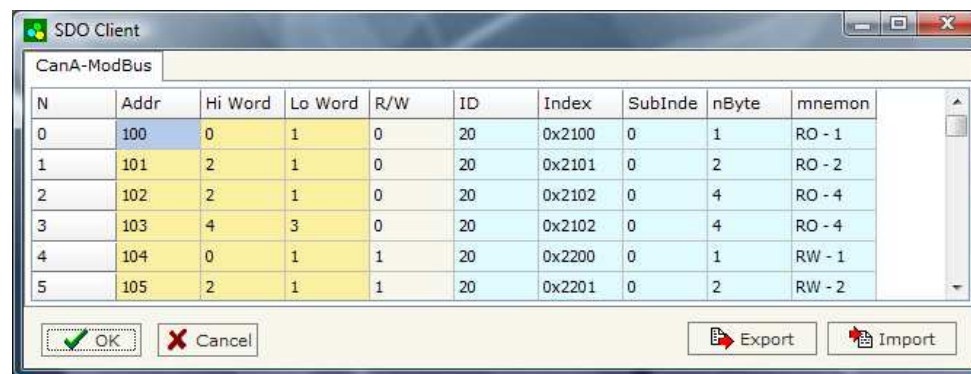 SDO Client
CanA-ModBus
N Addr Hi Word Lo Word R/W ID Index SubInde nByte mnemon
0 100 0 1 0 20 0x2100 0 1 RO - 1
1 101 2 1 0 20 0x2101 0 2 RO - 2
2 102 2 1 0 20 0x2102 0 4 RO - 4
3 103 4 3 0 20 0x2102 0 4 RO - 4
4 104 0 1 1 20 0x2200 0 1 RW - 1
5 105 2 1 1 20 0x2201 0 2 RW - 2
OK Cancel Export Import